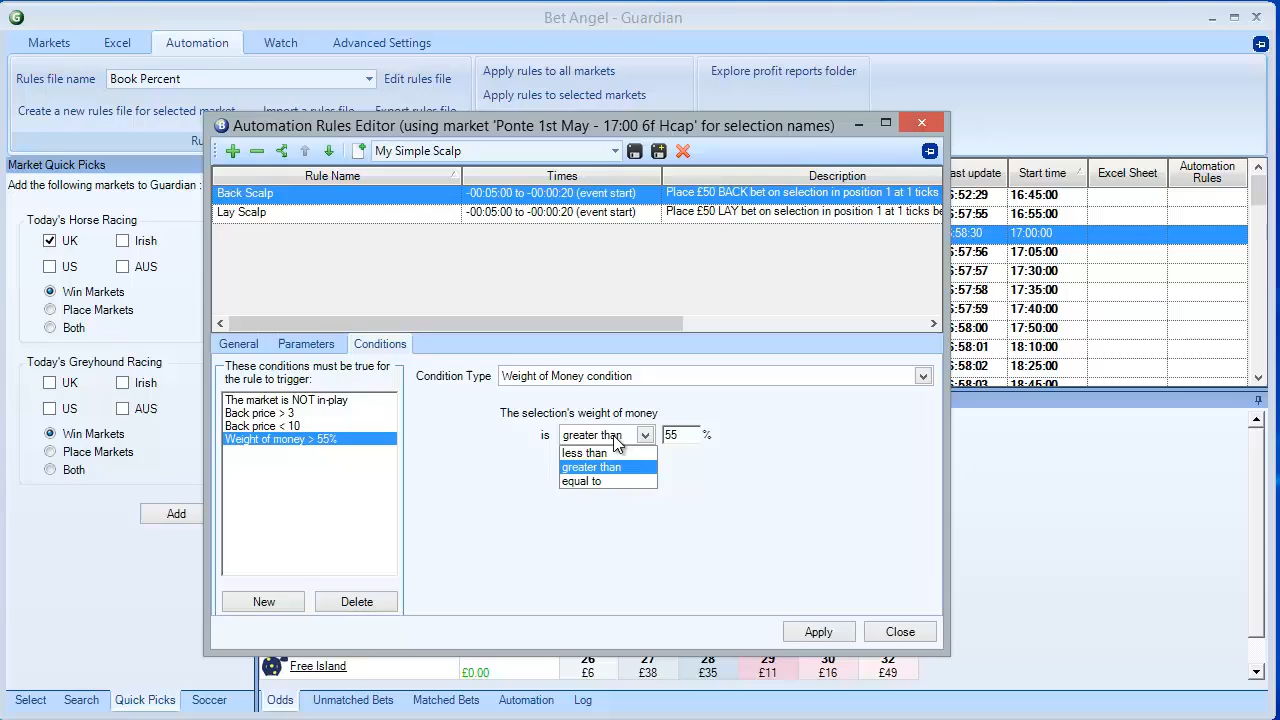 Bet Angel - Guardian
Markets Excel Automation Watch Advanced Settings
Rules file name Book Percent Edit rules file
Apply rules to all markets
Explore profit reports folder
Apply rules to selected markets
Create a new rules file for selected market Import a rules file Export rules file
Ru
Automation Rules Editor (using market 'Ponte 1st May - 17:00 6f Hcap' for selection names)
My Simple Scalp
Rule Name Times Description
Back Scalp -00:05:00 to -00:00:20 (event start) Place £50 BACK bet on selection in position 1 at 1 ticks
Lay Scalp -00:05:00 to -00:00:20 (event start) Place £50 LAY bet on selection in position 1 at 1 ticks be
General Parameters Conditions
These conditions must be true for
the rule to trigger:
The market is NOT in-play
Back price > 3
Back price < 10
Weight of money > 55%
New Delete
Condition Type Weight of Money condition
The selection's weight of money
is greater than 55 %
less than
greater than
equal to
Apply Close
Market Quick Picks
Add the following markets to Guardian :
Today's Horse Racing
UK Irish
US AUS
Win Markets
Place Markets
Both
Today's Greyhound Racing
UK Irish
US AUS
Win Markets
Place Markets
Both
Add
Select Search Quick Picks Soccer
ast update Start time Excel Sheet Automation
Rules
5:52:29 16:45:00
5:57:55 16:55:00
5:58:30 17:00:00
5:57:56 17:05:00
5:57:57 17:30:00
5:57:58 17:35:00
5:57:59 17:40:00
5:58:00 17:50:00
5:58:01 18:10:00
5:58:02 18:25:00
5:58:03 18:45:00
Free Island £0.00
26 27 28 29 30 32
£6 £38 £35 £11 £16 £49
Odds Unmatched Bets Matched Bets Automation Log